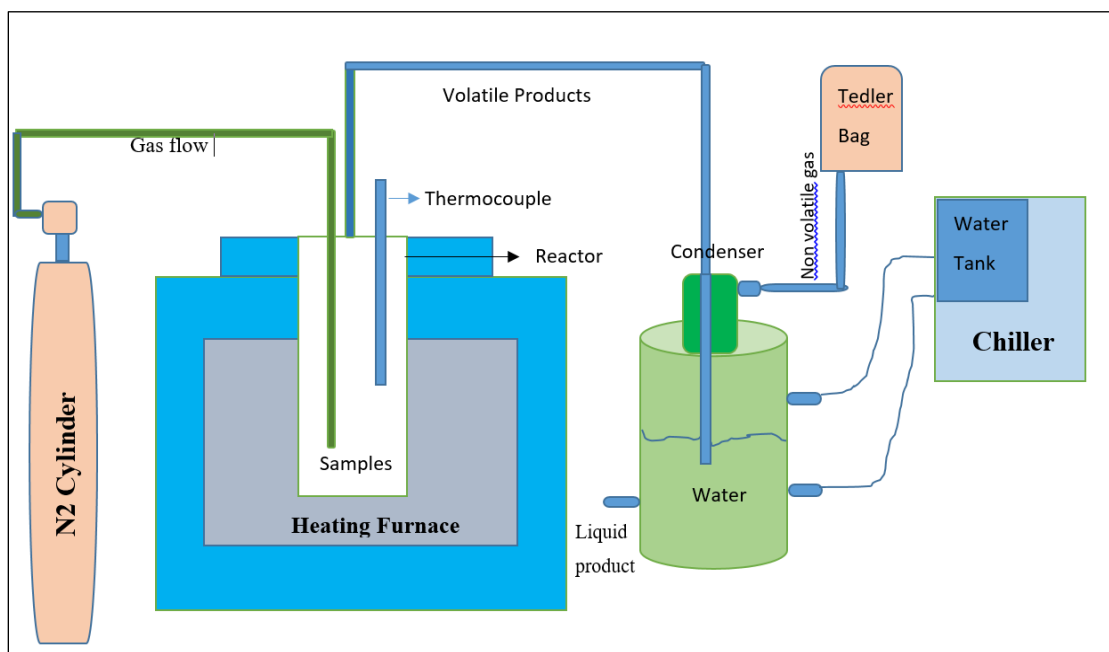 Volatile Products
Tedler
Bag
Gas flow
Non volatile gas
Thermocouple
Condenser
Reactor
Water
Tank
Chiller
N2 Cylinder
Samples
Heating Furnace
Water
Liquid
product